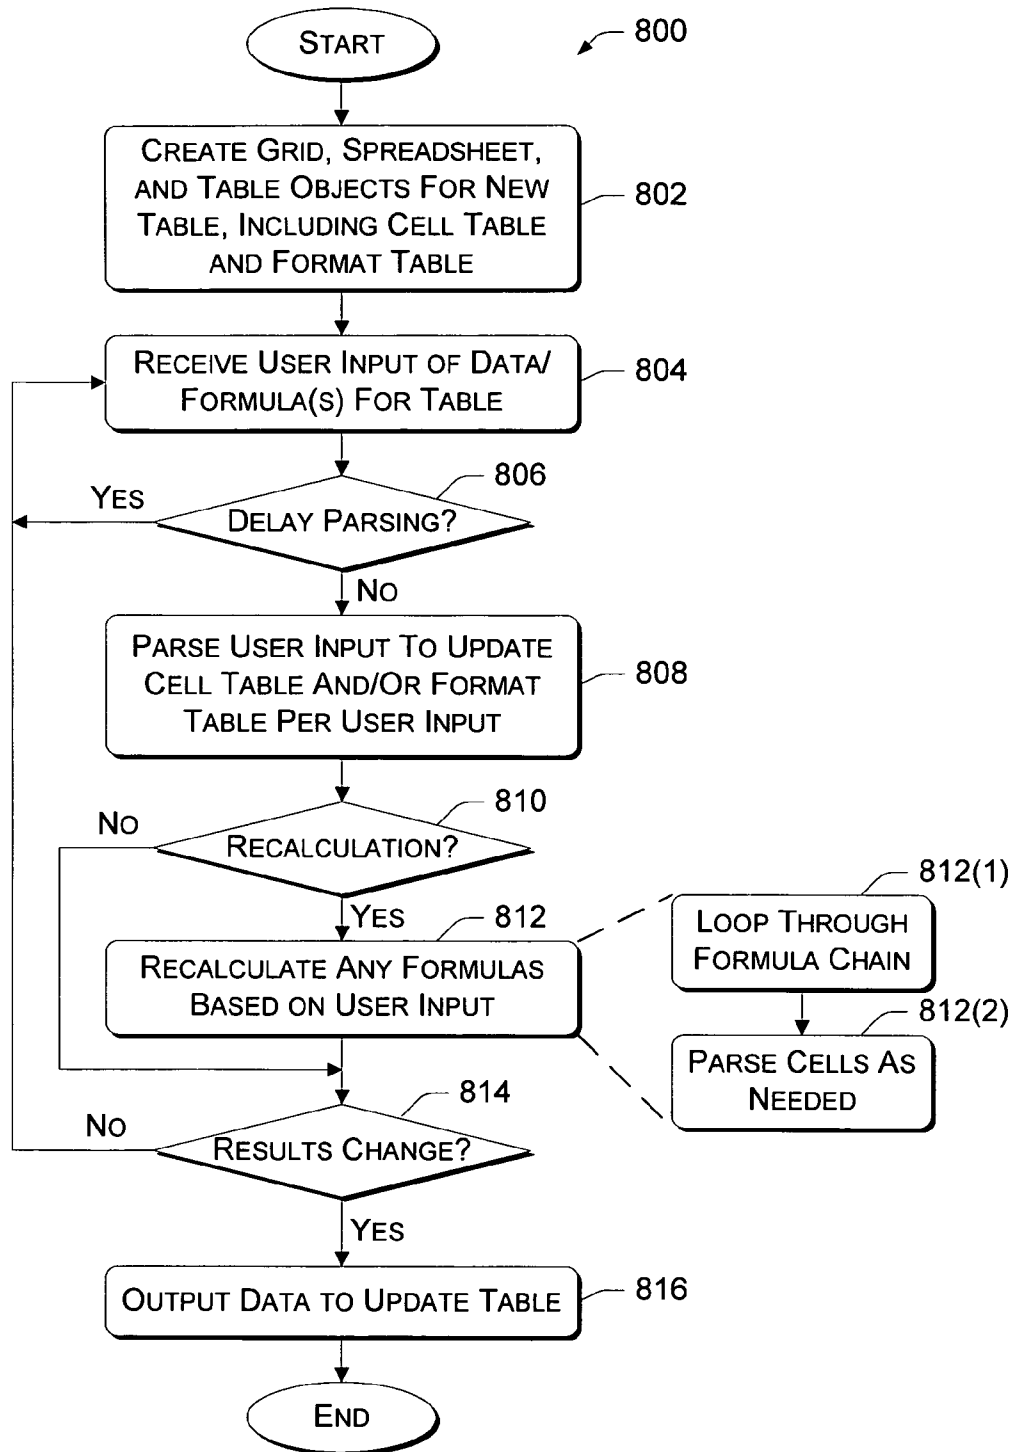 START
800
CREATE GRID, SPREADSHEET,
AND TABLE OBJECTS FOR NEW
TABLE, INCLUDING CELL TABLE
AND FORMAT TABLE
802
RECEIVE USER INPUT OF DATA/
FORMULA(S) FOR TABLE
804
806
YES
DELAY PARSING?
NO
PARSE USER INPUT TO UPDATE
CELL TABLE AND/OR FORMAT
TABLE PER USER INPUT
808
810
NO
RECALCULATION?
YES
812
RECALCULATE ANY FORMULAS
BASED ON USER INPUT
812(1)
LOOP THROUGH
FORMULA CHAIN
812(2)
PARSE CELLS AS
NEEDED
814
NO
RESULTS CHANGE?
YES
OUTPUT DATA TO UPDATE TABLE
816
END